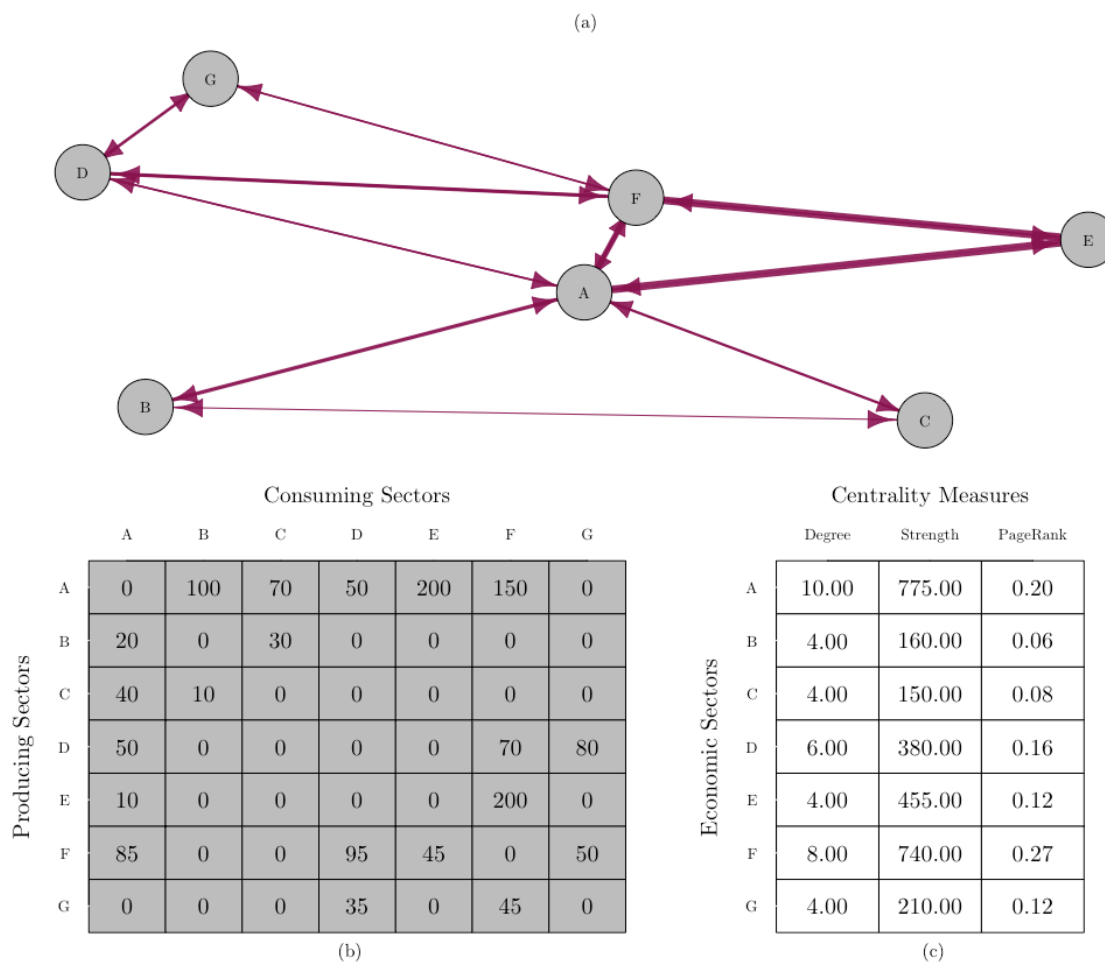 (a)
G
D
F
E
A
B
C
Consuming Sectors
A B C D E F G
Producing Sectors
A 0 100 70 50 200 150 0
B 20 0 30 0 0 0 0
C 40 10 0 0 0 0 0
D 50 0 0 0 0 70 80
E 10 0 0 0 0 200 0
F 85 0 0 95 45 0 50
G 0 0 0 35 0 45 0
(b)
Centrality Measures
Degree Strength PageRank
Economic Sectors
A 10.00 775.00 0.20
B 4.00 160.00 0.06
C 4.00 150.00 0.08
D 6.00 380.00 0.16
E 4.00 455.00 0.12
F 8.00 740.00 0.27
G 4.00 210.00 0.12
(c)